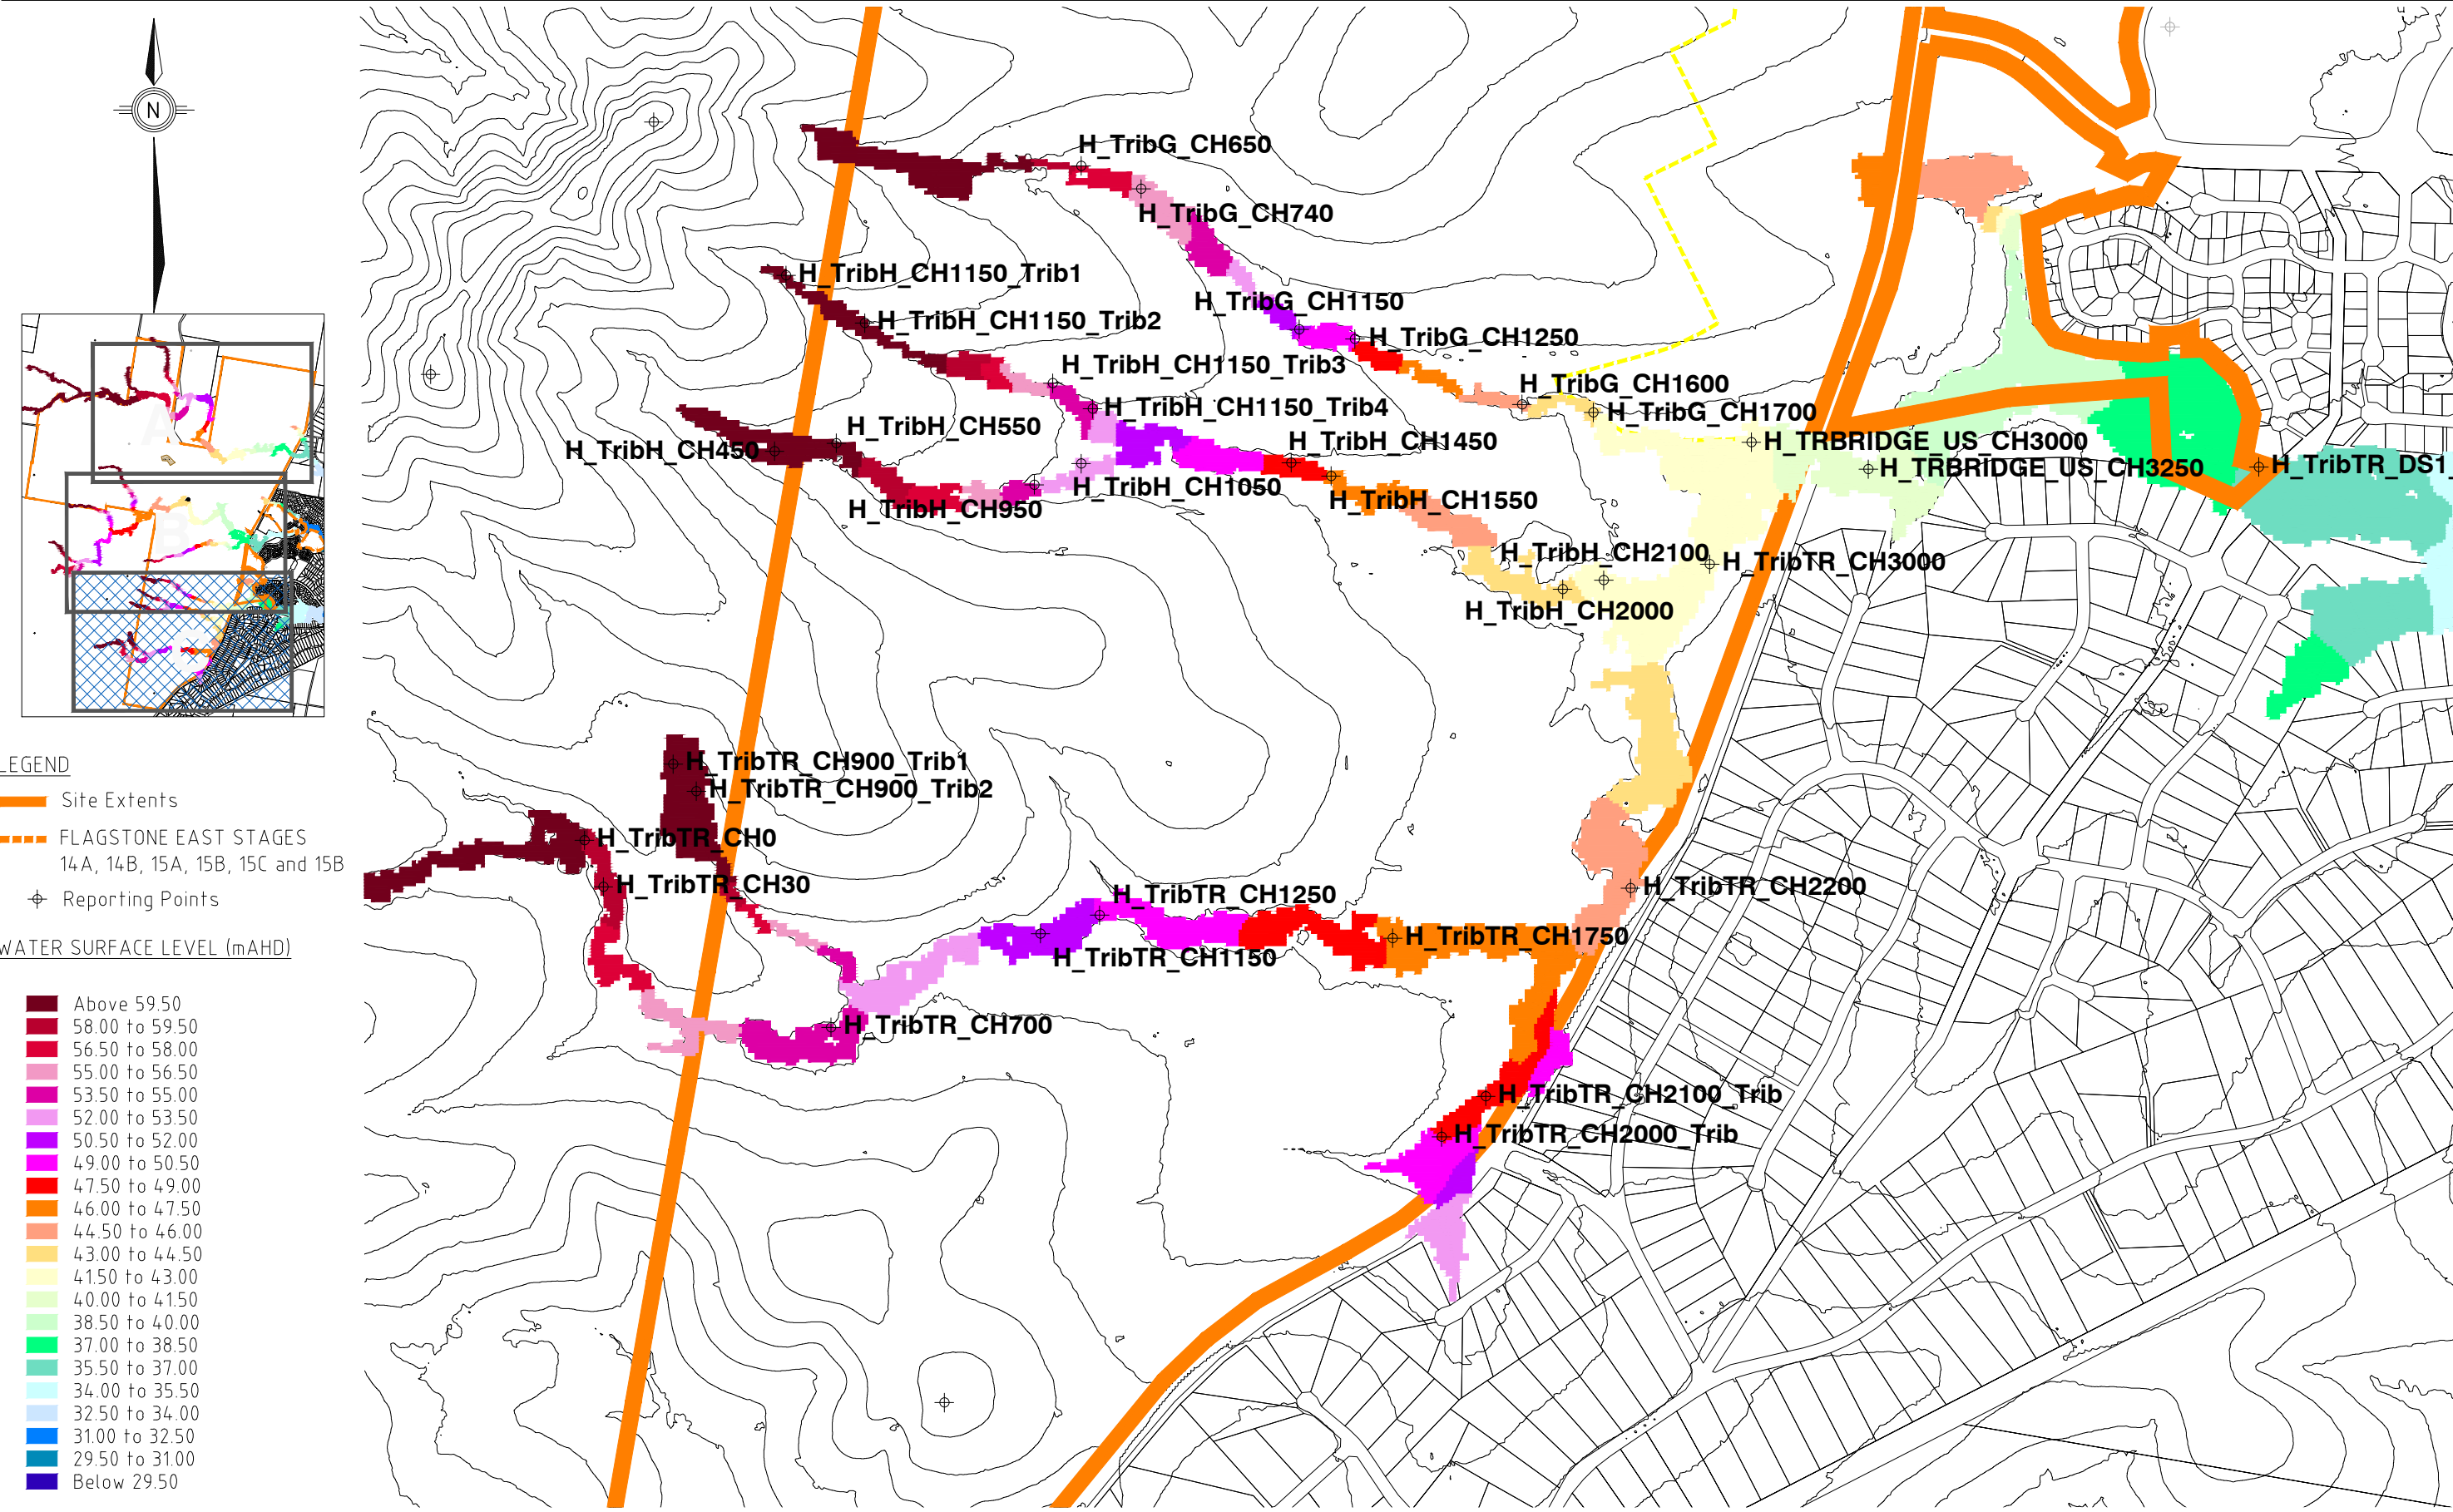 N
A
B
C
LEGEND
Site Extents
FLAGSTONE EAST STAGES
14A, 14B, 15A, 15B, 15C and 15B
Reporting Points
WATER SURFACE LEVEL (mAHD)
Above 59.50
58.00 to 59.50
56.50 to 58.00
55.00 to 56.50
53.50 to 55.00
52.00 to 53.50
50.50 to 52.00
49.00 to 50.50
47.50 to 49.00
46.00 to 47.50
44.50 to 46.00
43.00 to 44.50
41.50 to 43.00
40.00 to 41.50
38.50 to 40.00
37.00 to 38.50
35.50 to 37.00
34.00 to 35.50
32.50 to 34.00
31.00 to 32.50
29.50 to 31.00
Below 29.50
H_TribG_CH650
H_TribG_CH740
H_TribH_CH1150_Trib1
H_TribG_CH1150
H_TribH_CH1150_Trib2
H_TribG_CH1250
H_TribH_CH1150_Trib3
H_TribG_CH1600
H_TribH_CH1150_Trib4
H_TribG_CH1700
H_TribH_CH550
H_TribH_CH1450
H_TRBRIDGE_US_CH3000
H_TribH_CH450
H_TRBRIDGE_US_CH3250
H_TribTR_DS1_
H_TribH_CH1050
H_TribH_CH1550
H_TribH_CH950
H_TribH_CH2100
H_TribTR_CH3000
H_TribH_CH2000
H_TribTR_CH900_Trib1
H_TribTR_CH900_Trib2
H_TribTR_CH0
H_TribTR_CH30
H_TribTR_CH2200
H_TribTR_CH1250
H_TribTR_CH1750
H_TribTR_CH1150
H_TribTR_CH700
H_TribTR_CH2100_Trib
H_TribTR_CH2000_Trib